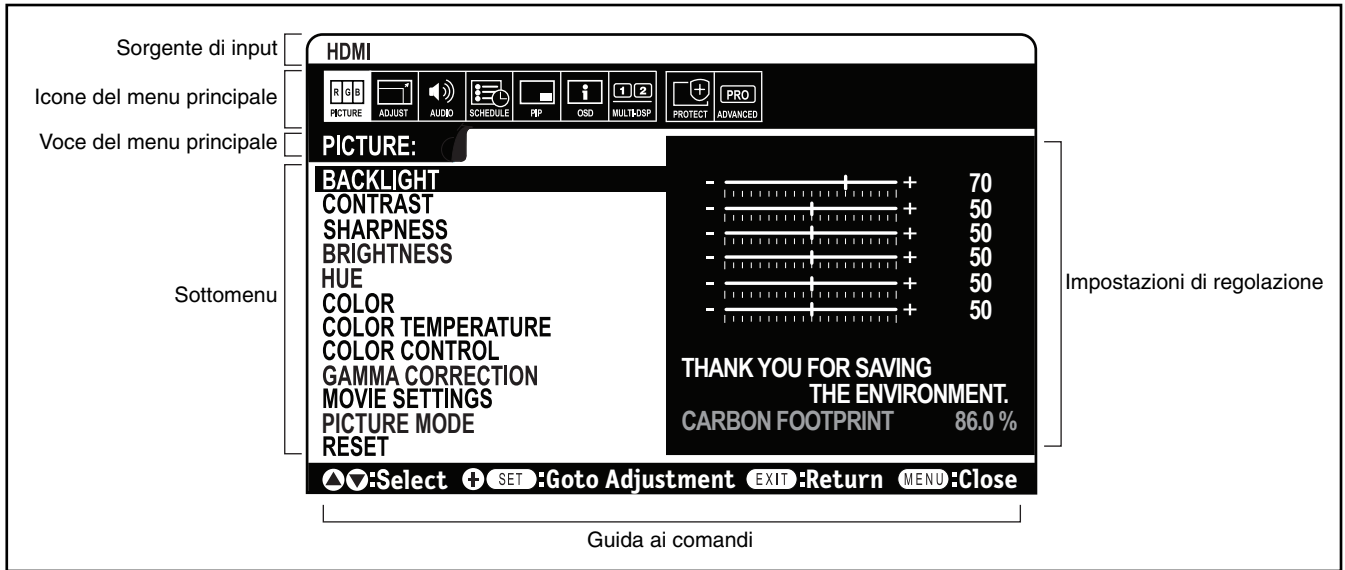 Sorgente di input
HDMI
Icone del menu principale
R G B
1 2
PRO
PICTURE ADJUST AUDIO SCHEDULE PIP OSD MULTI-DSP PROTECT ADVANCED
Voce del menu principale
PICTURE:
Sottomenu
BACKLIGHT - + 70
CONTRAST - + 50
SHARPNESS - + 50
BRIGHTNESS - + 50
HUE - + 50
COLOR - + 50
COLOR TEMPERATURE
COLOR CONTROL
GAMMA CORRECTION
MOVIE SETTINGS
PICTURE MODE
RESET
THANK YOU FOR SAVING
THE ENVIRONMENT.
CARBON FOOTPRINT 86.0 %
Impostazioni di regolazione
:Select + SET :Goto Adjustment EXIT :Return MENU :Close
Guida ai comandi